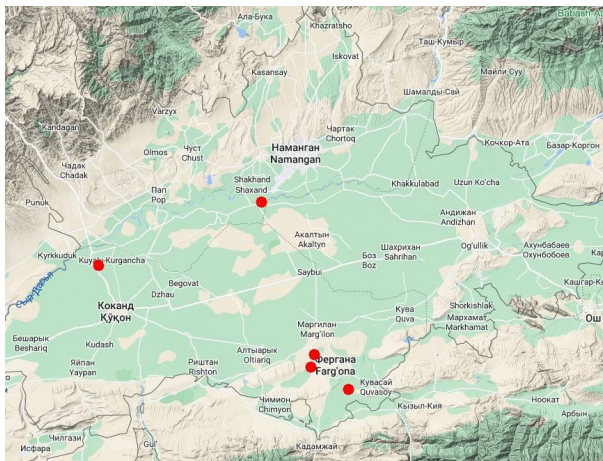 Ала-Бука
Khazratsho
Таш-Кумыр
Iskovat
Kasansay
Майли Суу
Шамалды-Сай
Varzyx
Kandagan
Чартак
Chortoq
Кочкор-Ата
Olmos
Чуст
Chust
Наманган
Namangan
Базар-Коргон
Чадак
Chadak
Shakhand
Shaxand
Khakkulabad
Uzun Ko'cha
Пап
Pop
Punuk
Андижан
Andizhan
Акалтын
Akaltyn
Шахрихан
Sahrihan
Og'ullik
Ахунбабаев
Охунбобоев
Kyrkkuduk
Kurgancha
Боз
Boz
Saybui
Кашгар-Кы
Begovat
Dzhau
Сыр-Дарья
Коканд
Қўқон
Кува
Quva
Shorkishlak
Мархамат
Markhamat
Ош
Маргилан
Marg'ilon
Бешарык
Beshariq
Kudash
Алтыарык
Oltiariq
Яйпан
Yaypan
Риштан
Rishton
Фергана
Farg'ona
Кувасай
Quvasoy
Чимион
Chimyon
Кызыл-Кия
Ноокат
Арбын
Чилгази
Gul'
Исфара
Кадамжай